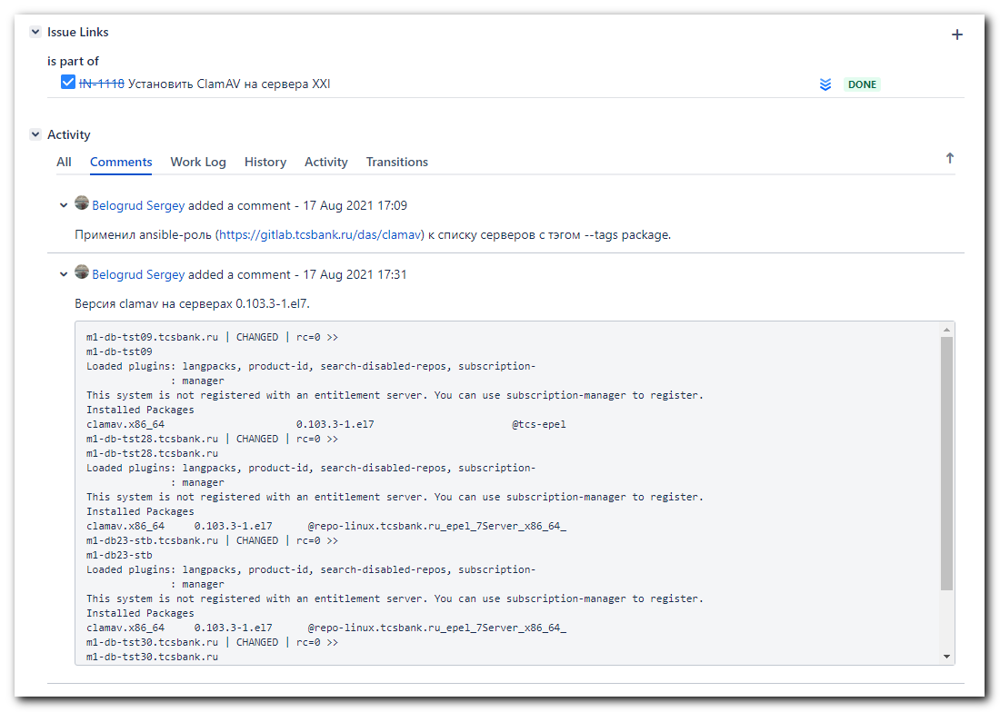 Issue Links
is part of
IN-1118 Установить ClamAV на сервера XXI
DONE
Activity
All Comments Work Log History Activity Transitions
Belogrud Sergey added a comment - 17 Aug 2021 17:09
Применил ansible-роль (https://gitlab.tcsbank.ru/das/clamav) к списку серверов с тэгом --tags package.
Belogrud Sergey added a comment - 17 Aug 2021 17:31
Версия clamav на серверах 0.103.3-1.el7.
m1-db-tst09.tcsbank.ru | CHANGED | rc=0 >>
m1-db-tst09
Loaded plugins: langpacks, product-id, search-disabled-repos, subscription-
: manager
This system is not registered with an entitlement server. You can use subscription-manager to register.
Installed Packages
clamav.x86_64 0.103.3-1.el7 @tcs-epel
m1-db-tst28.tcsbank.ru | CHANGED | rc=0 >>
m1-db-tst28.tcsbank.ru
Loaded plugins: langpacks, product-id, search-disabled-repos, subscription-
: manager
This system is not registered with an entitlement server. You can use subscription-manager to register.
Installed Packages
clamav.x86_64 0.103.3-1.el7 @repo-linux.tcsbank.ru_epel_7Server_x86_64_
m1-db23-stb.tcsbank.ru | CHANGED | rc=0 >>
m1-db23-stb
Loaded plugins: langpacks, product-id, search-disabled-repos, subscription-
: manager
This system is not registered with an entitlement server. You can use subscription-manager to register.
Installed Packages
clamav.x86_64 0.103.3-1.el7 @repo-linux.tcsbank.ru_epel_7Server_x86_64_
m1-db-tst30.tcsbank.ru | CHANGED | rc=0 >>
m1-db-tst30.tcsbank.ru